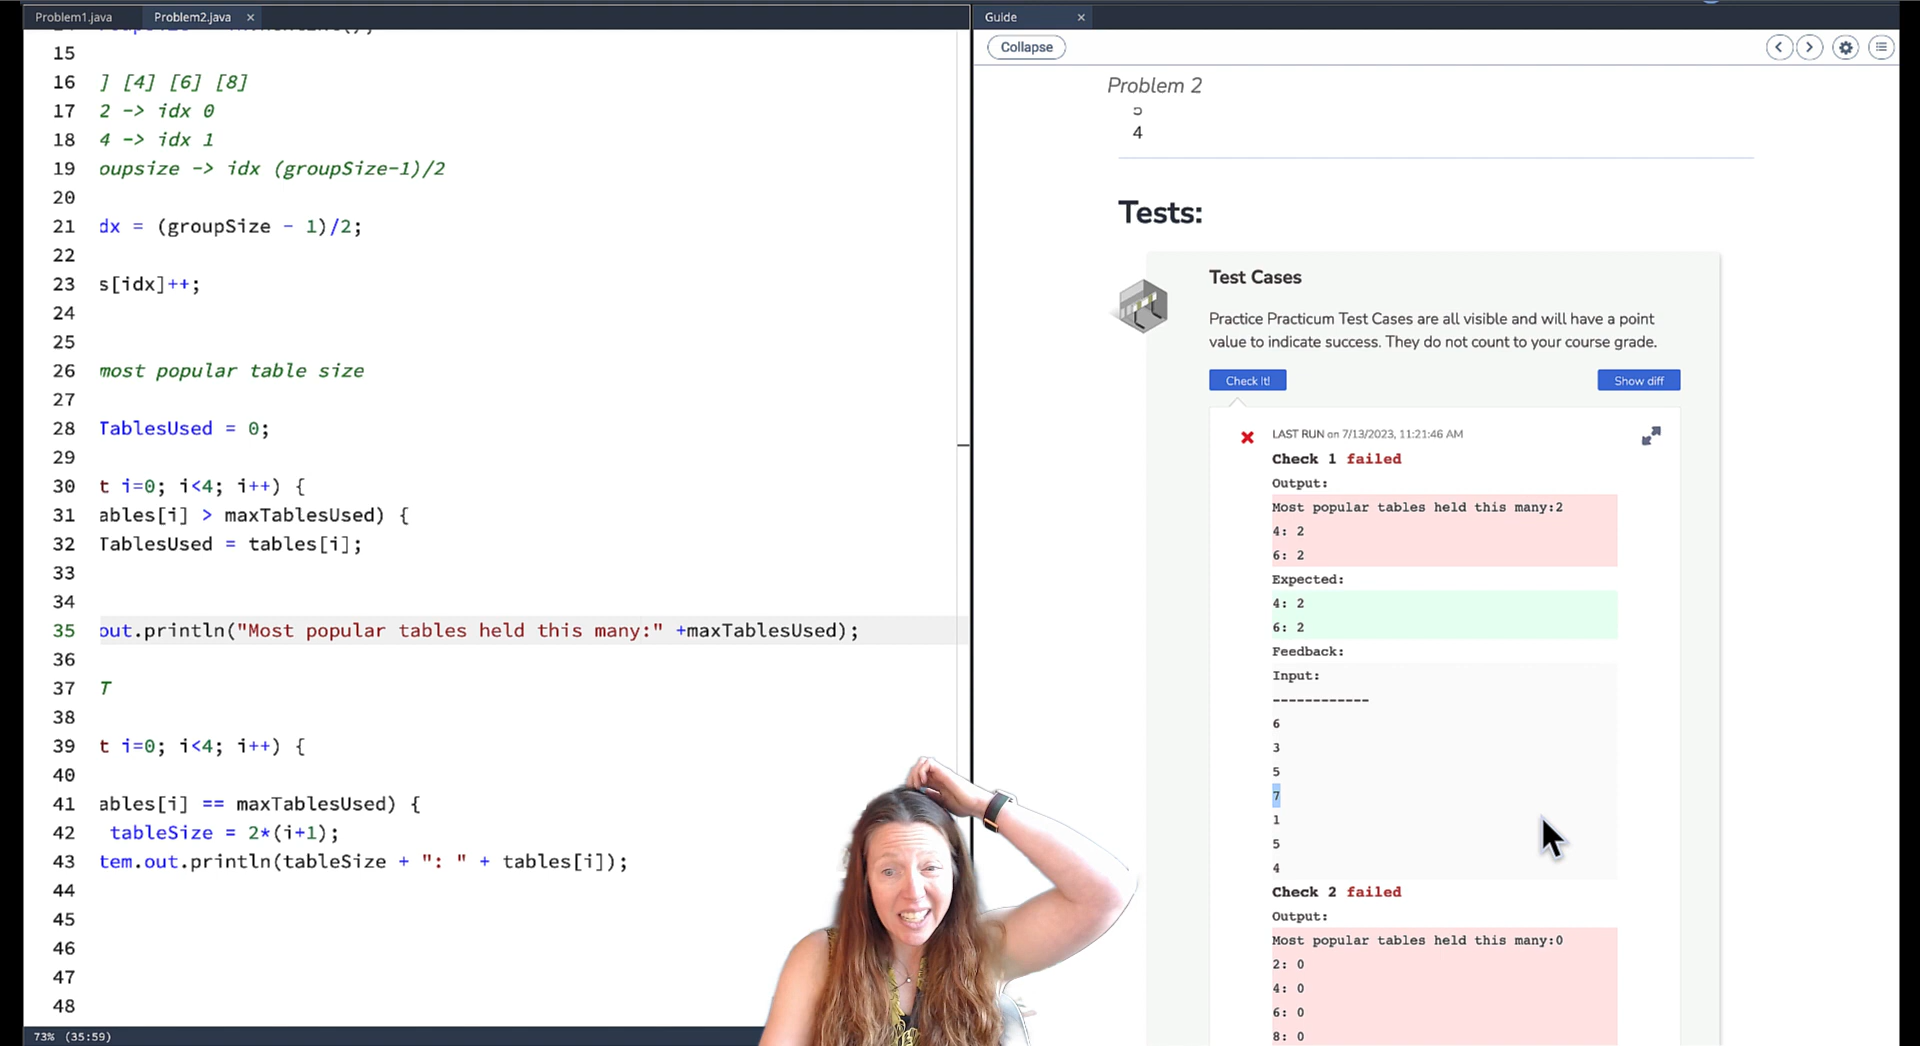 Problem1.java
Problem2.java ×
15
16 ] [4] [6] [8]
17 2 -> idx 0
18 4 -> idx 1
19 oupsize -> idx (groupSize-1)/2
20
21 dx = (groupSize - 1)/2;
22
23 s[idx]++;
24
25
26 most popular table size
27
28 TablesUsed = 0;
29
30 t i=0; i<4; i++) {
31 ables[i] > maxTablesUsed) {
32 TablesUsed = tables[i];
33
34
35 out.println("Most popular tables held this many:" +maxTablesUsed);
36
37 T
38
39 t i=0; i<4; i++) {
40
41 ables[i] == maxTablesUsed) {
42 tableSize = 2*(i+1);
43 tem.out.println(tableSize + ": " + tables[i]);
44
45
46
47
48
73% (35:59)
Guide ×
Collapse
Problem 2
4
Tests:
Test Cases
Practice Practicum Test Cases are all visible and will have a point
value to indicate success. They do not count to your course grade.
Check It!
Show diff
LAST RUN on 7/13/2023, 11:21:46 AM
Check 1 failed
Output:
Most popular tables held this many:2
4: 2
6: 2
Expected:
4: 2
6: 2
Feedback:
Input:
------------
6
3
5
7
1
5
4
Check 2 failed
Output:
Most popular tables held this many:0
2: 0
4: 0
6: 0
8: 0